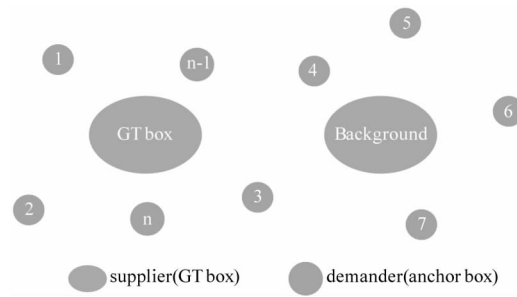 5
1
n-1
4
6
GT box
Background
3
2
n
7
supplier(GT box)
demander(anchor box)